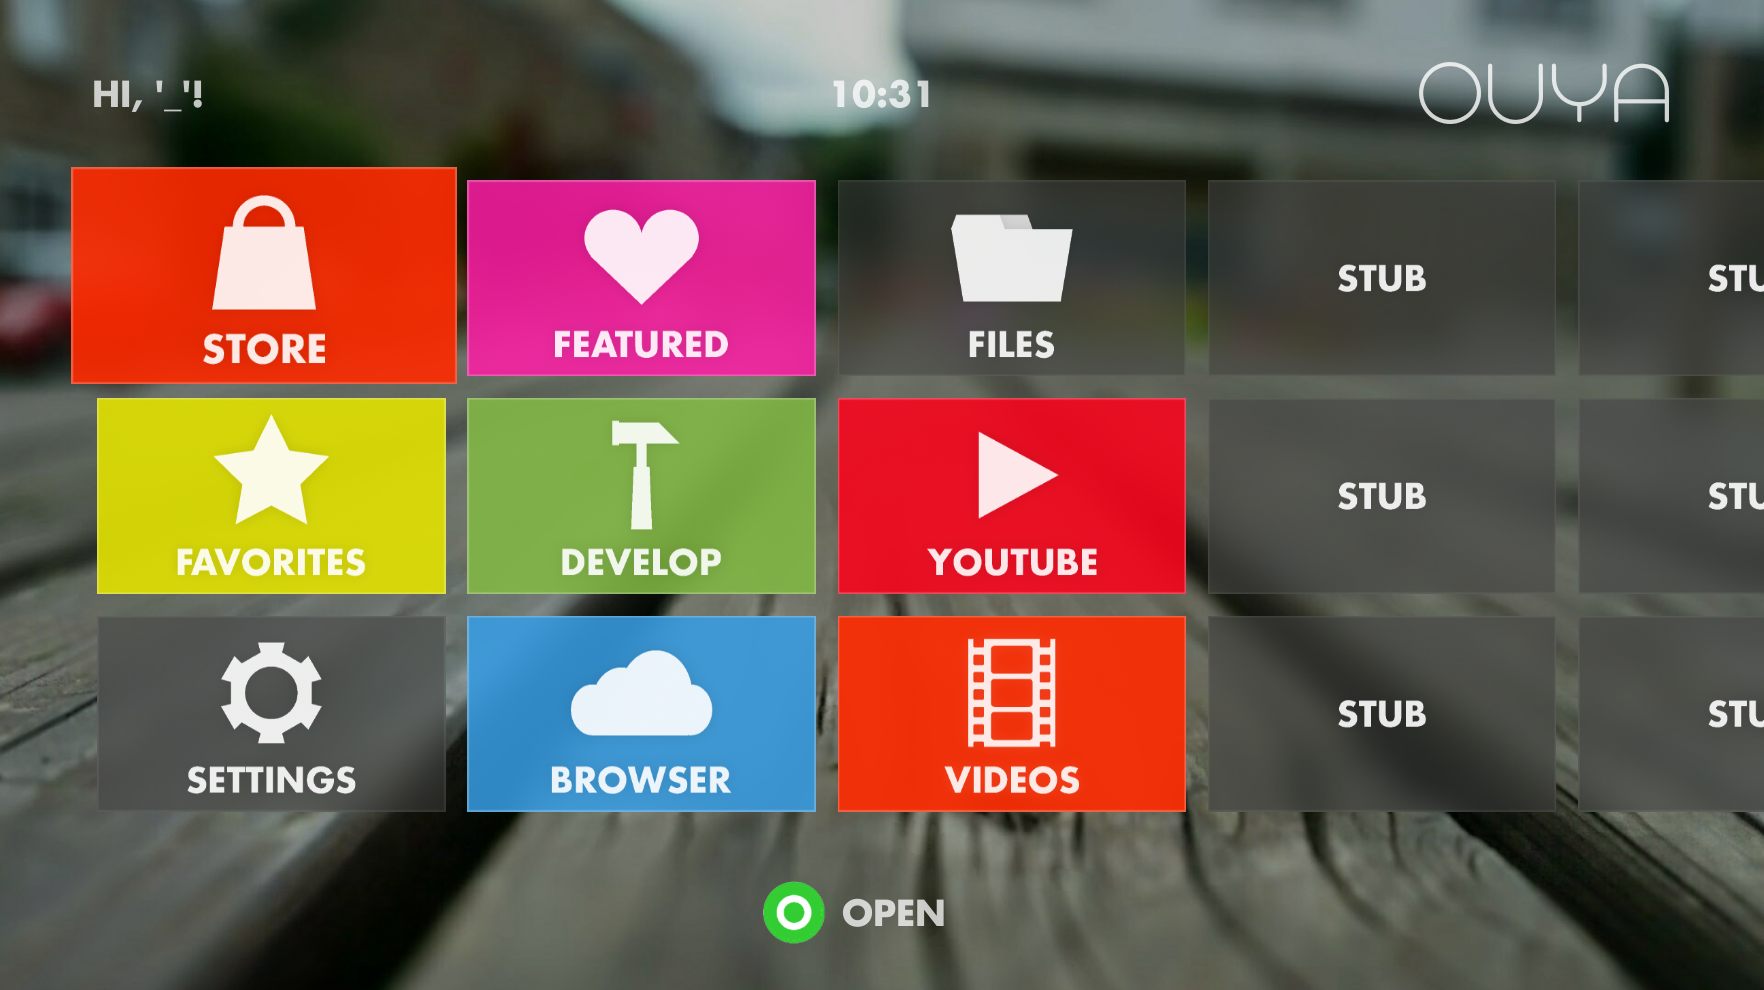 HI, '_'!
10:31
OUYA
STORE
FEATURED
FILES
STUB
STU
FAVORITES
DEVELOP
YOUTUBE
STUB
STU
SETTINGS
BROWSER
VIDEOS
STUB
STU
OPEN